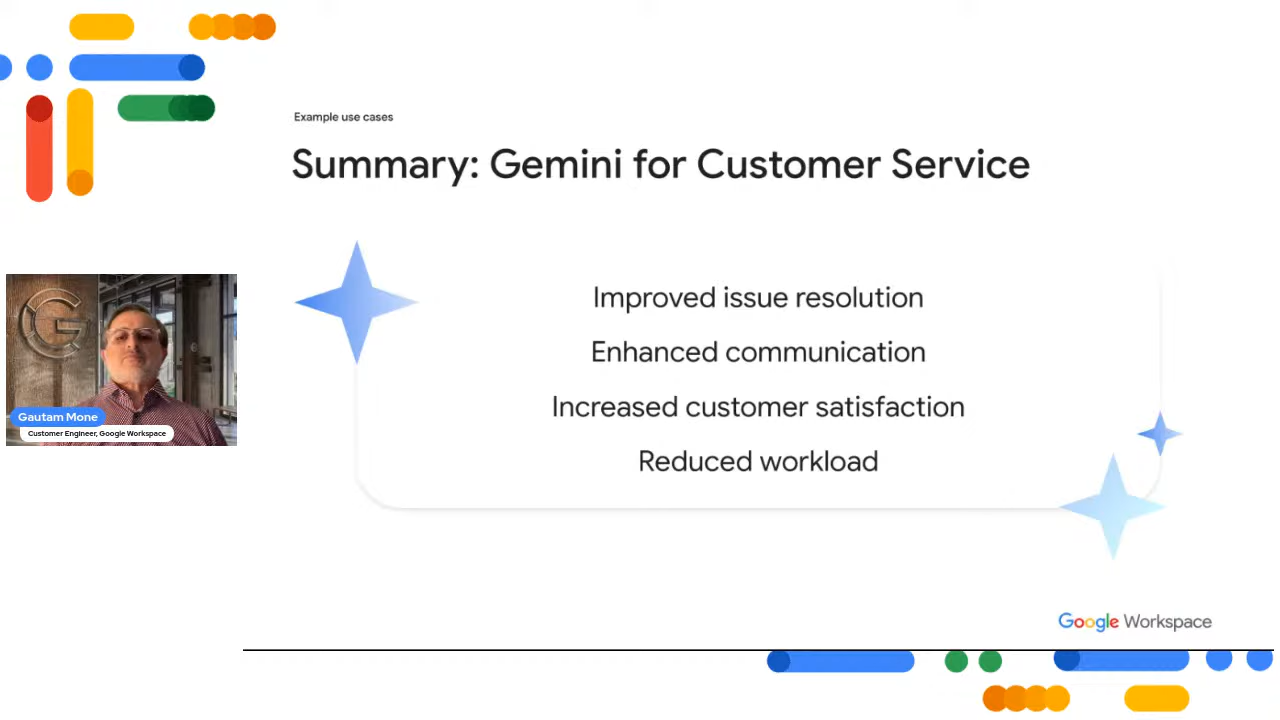 Example use cases
Summary: Gemini for Customer Service
Improved issue resolution
Enhanced communication
Increased customer satisfaction
Reduced workload
Gautam Mone
Customer Engineer, Google Workspace
Google Workspace